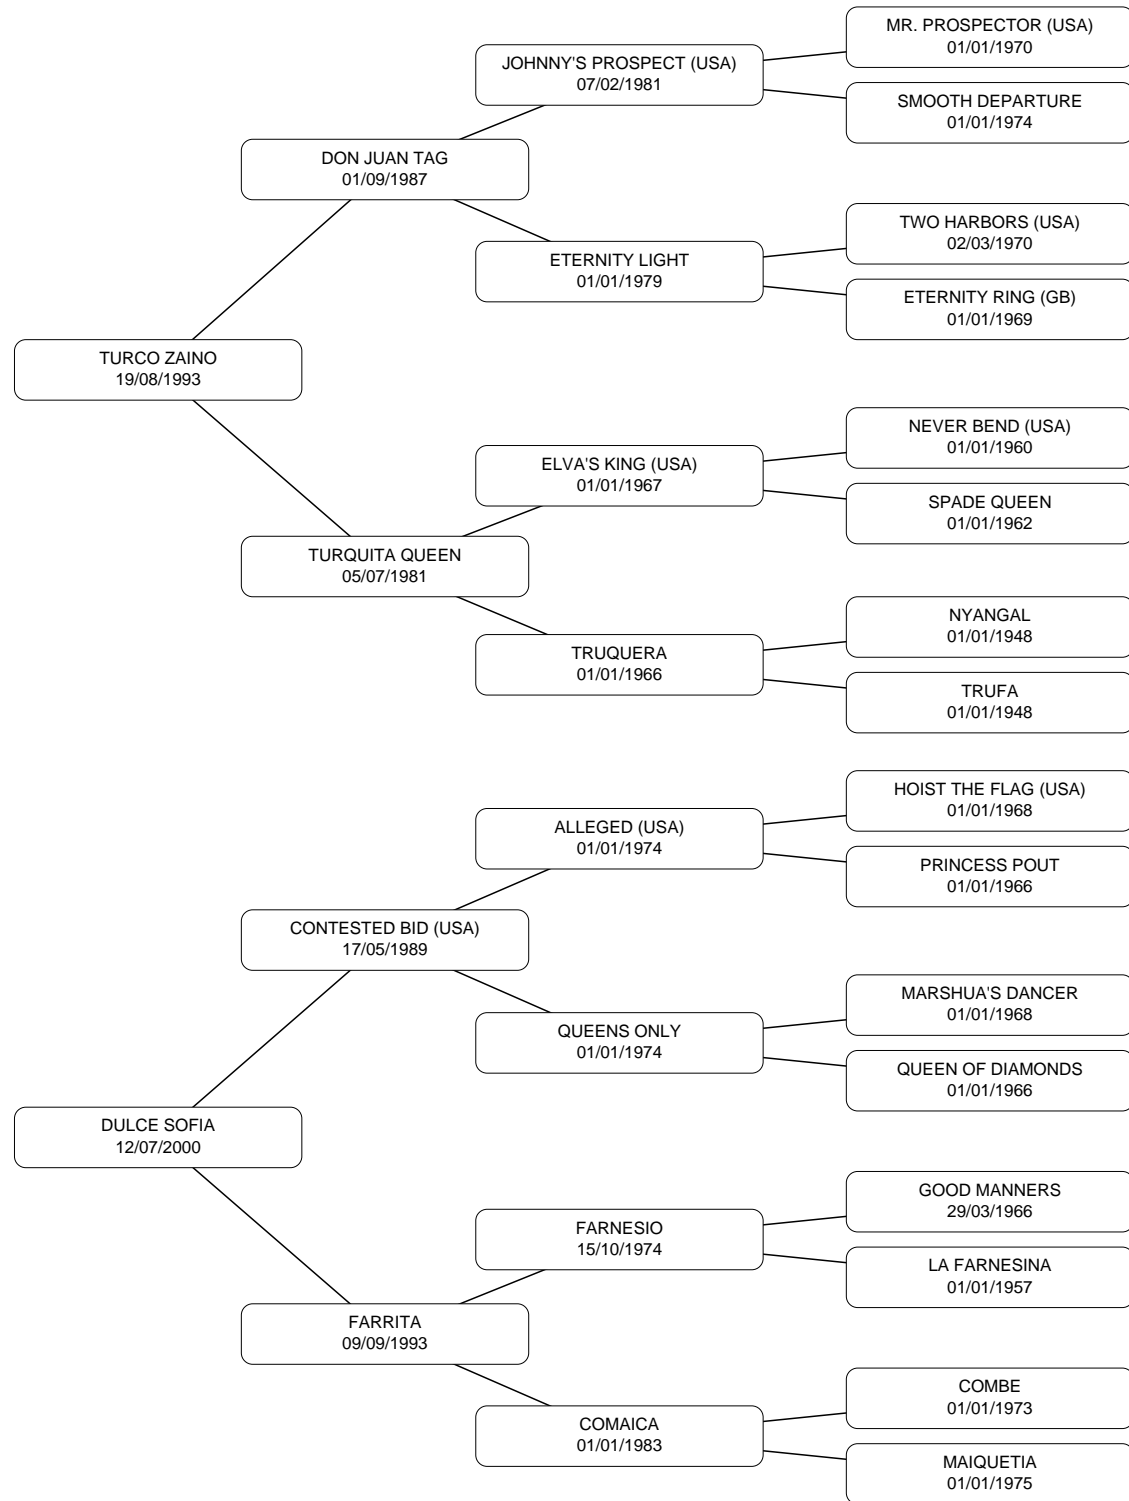 MR. PROSPECTOR (USA)
01/01/1970
JOHNNY'S PROSPECT (USA)
07/02/1981
SMOOTH DEPARTURE
01/01/1974
DON JUAN TAG
01/09/1987
TWO HARBORS (USA)
02/03/1970
ETERNITY LIGHT
01/01/1979
ETERNITY RING (GB)
01/01/1969
TURCO ZAINO
19/08/1993
NEVER BEND (USA)
01/01/1960
ELVA'S KING (USA)
01/01/1967
SPADE QUEEN
01/01/1962
TURQUITA QUEEN
05/07/1981
NYANGAL
01/01/1948
TRUQUERA
01/01/1966
TRUFA
01/01/1948
HOIST THE FLAG (USA)
01/01/1968
ALLEGED (USA)
01/01/1974
PRINCESS POUT
01/01/1966
CONTESTED BID (USA)
17/05/1989
MARSHUA'S DANCER
01/01/1968
QUEENS ONLY
01/01/1974
QUEEN OF DIAMONDS
01/01/1966
DULCE SOFIA
12/07/2000
GOOD MANNERS
29/03/1966
FARNESIO
15/10/1974
LA FARNESINA
01/01/1957
FARRITA
09/09/1993
COMBE
01/01/1973
COMAICA
01/01/1983
MAIQUETIA
01/01/1975